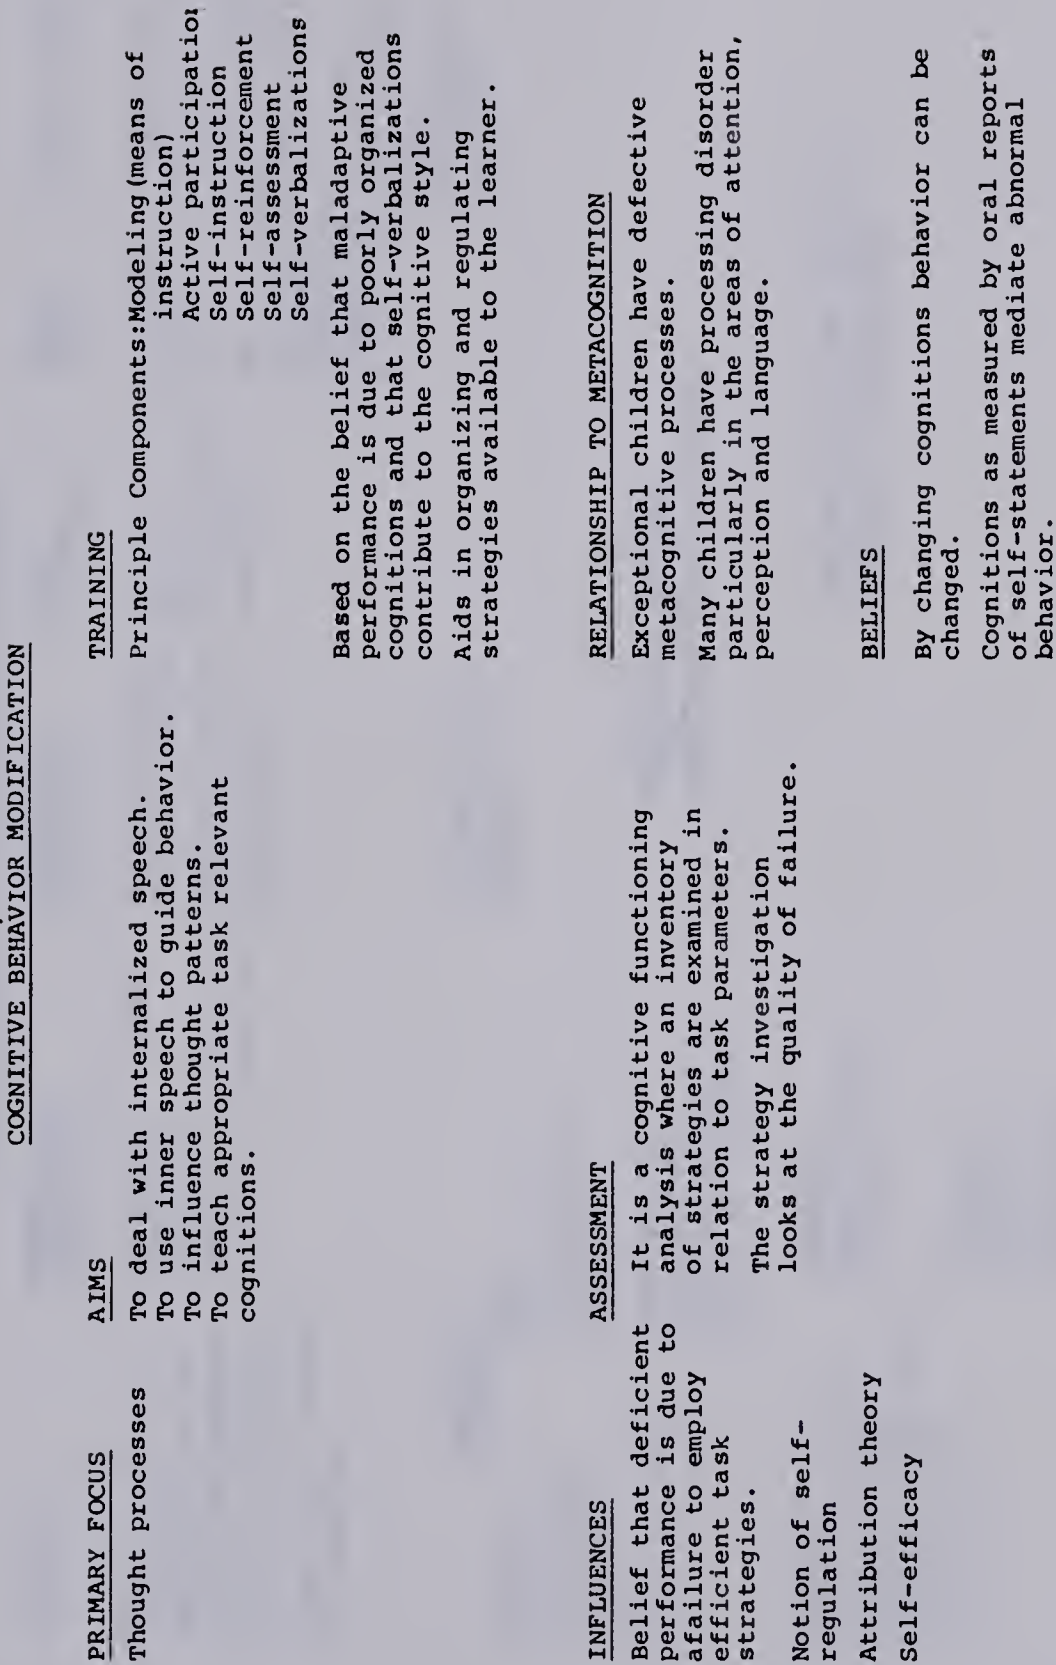 COGNITIVE BEHAVIOR MODIFICATION
PRIMARY FOCUS
Thought processes
AIMS
To deal with internalized speech.
To use inner speech to guide behavior.
To influence thought patterns.
To teach appropriate task relevant
cognitions.
TRAINING
Principle Components:Modeling(means of
instruction)
Active participation
Self-instruction
Self-reinforcement
Self-assessment
Self-verbalizations
Based on the belief that maladaptive
performance is due to poorly organized
cognitions and that self-verbalizations
contribute to the cognitive style.
Aids in organizing and regulating
strategies available to the learner.
INFLUENCES
Belief that deficient
performance is due to
afailure to employ
efficient task
strategies.
Notion of self-
regulation
Attribution theory
Self-efficacy
ASSESSMENT
It is a cognitive functioning
analysis where an inventory
of strategies are examined in
relation to task parameters.
The strategy investigation
looks at the quality of failure.
RELATIONSHIP TO METACOGNITION
Exceptional children have defective
metacognitive processes.
Many children have processing disorder
particularly in the areas of attention,
perception and language.
BELIEFS
By changing cognitions behavior can be
changed.
Cognitions as measured by oral reports
of self-statements mediate abnormal
behavior.